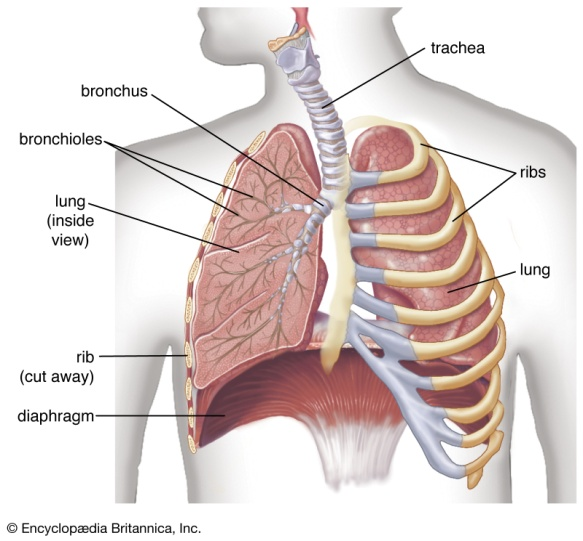 trachea
bronchus
bronchioles
ribs
lung
(inside
view)
lung
rib
(cut away)
diaphragm
© Encyclopædia Britannica, Inc.